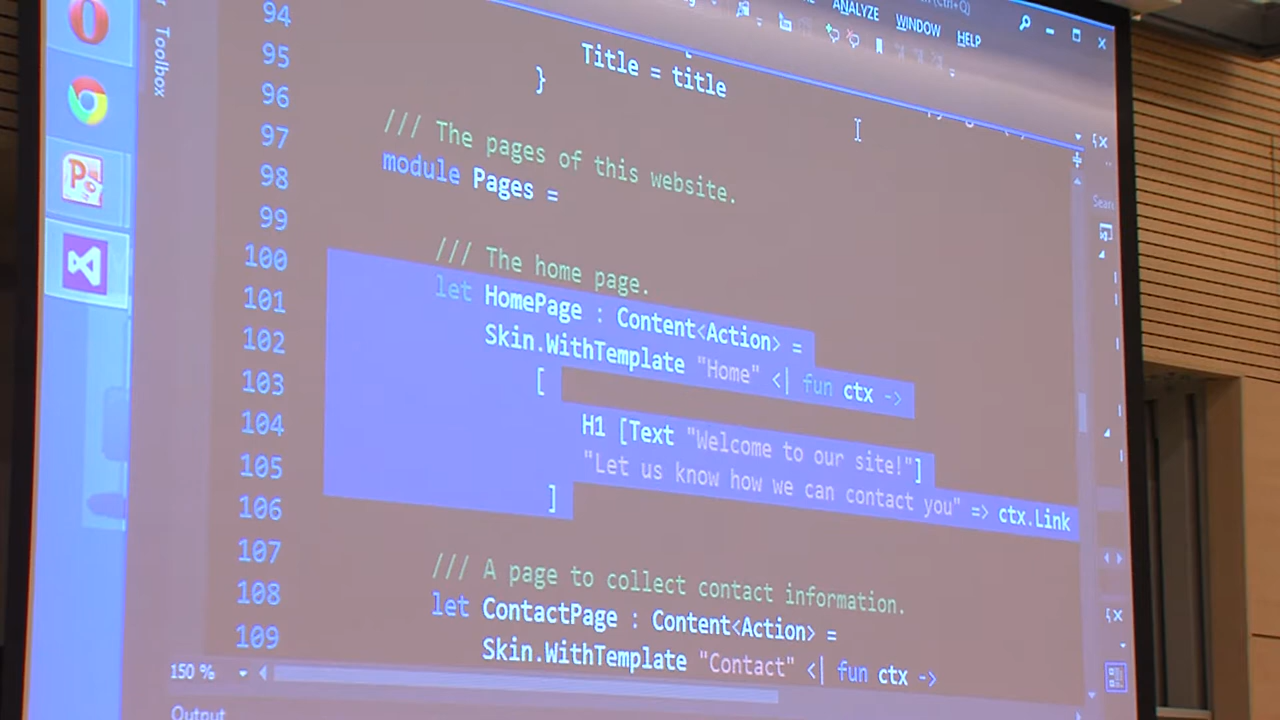 (Ctrl+Q)
ANALYZE WINDOW HELP
Toolbox
94
95 Title = title
96 }
97 /// The pages of this website.
98 module Pages =
99
100 /// The home page.
101 let HomePage : Content<Action> =
102 Skin.WithTemplate "Home" <| fun ctx ->
103 [
104 H1 [Text "Welcome to our site!"]
105 "Let us know how we can contact you" => ctx.Link
106 ]
107
108 /// A page to collect contact information.
109 let ContactPage : Content<Action> =
Skin.WithTemplate "Contact" <| fun ctx ->
150 %
Output